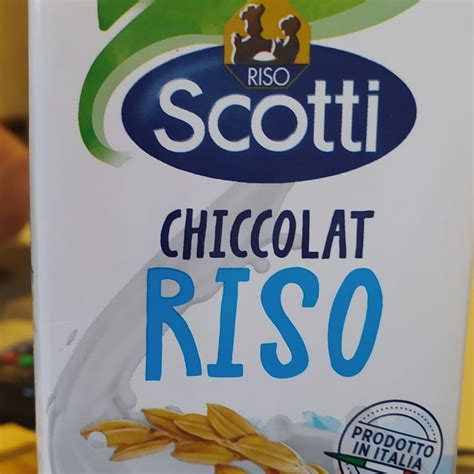 RISO
Scotti
CHICCOLAT
RISO
PRODOTTO
IN ITALIA